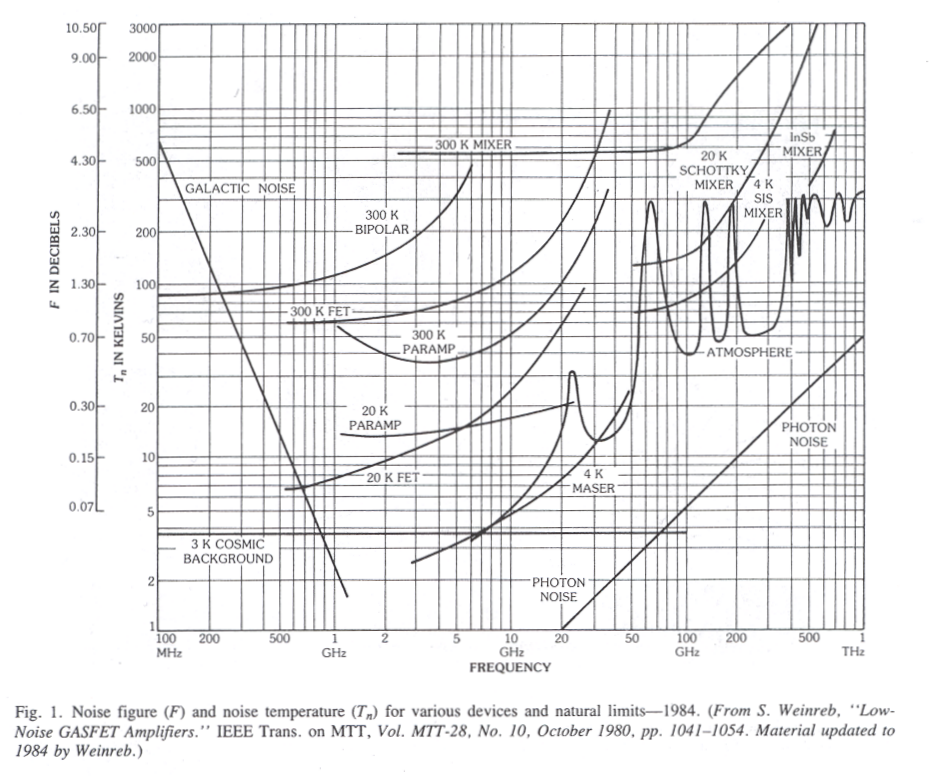 10.50
9.00
6.50
4.30
2.30
1.30
0.70
0.30
0.15
0.07
F IN DECIBELS
3000
2000
1000
500
200
100
50
20
10
5
2
1
Tn IN KELVINS
300 K MIXER
GALACTIC NOISE
300 K
BIPOLAR
20 K
SCHOTTKY
MIXER
InSb
MIXER
4 K
SIS
MIXER
300 K FET
300 K
PARAMP
ATMOSPHERE
20 K
PARAMP
PHOTON
NOISE
20 K FET
4 K
MASER
3 K COSMIC
BACKGROUND
PHOTON
NOISE
100 200 500 1 2 5 10 20 50 100 200 500 1
MHz GHz GHz GHz THz
FREQUENCY
Fig. 1. Noise figure (F) and noise temperature (Tn) for various devices and natural limits—1984. (From S. Weinreb, “Low-
Noise GASFET Amplifiers.” IEEE Trans. on MTT, Vol. MTT-28, No. 10, October 1980, pp. 1041–1054. Material updated to
1984 by Weinreb.)